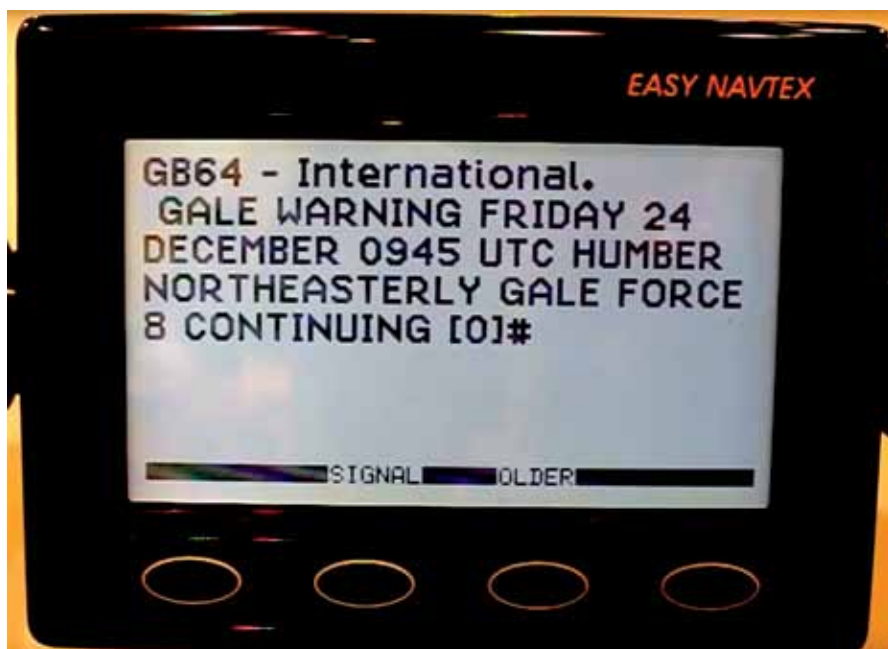 EASY NAVTEX
GB64 - International.
GALE WARNING FRIDAY 24
DECEMBER 0945 UTC HUMBER
NORTHEASTERLY GALE FORCE
8 CONTINUING [0]#
SIGNAL OLDER